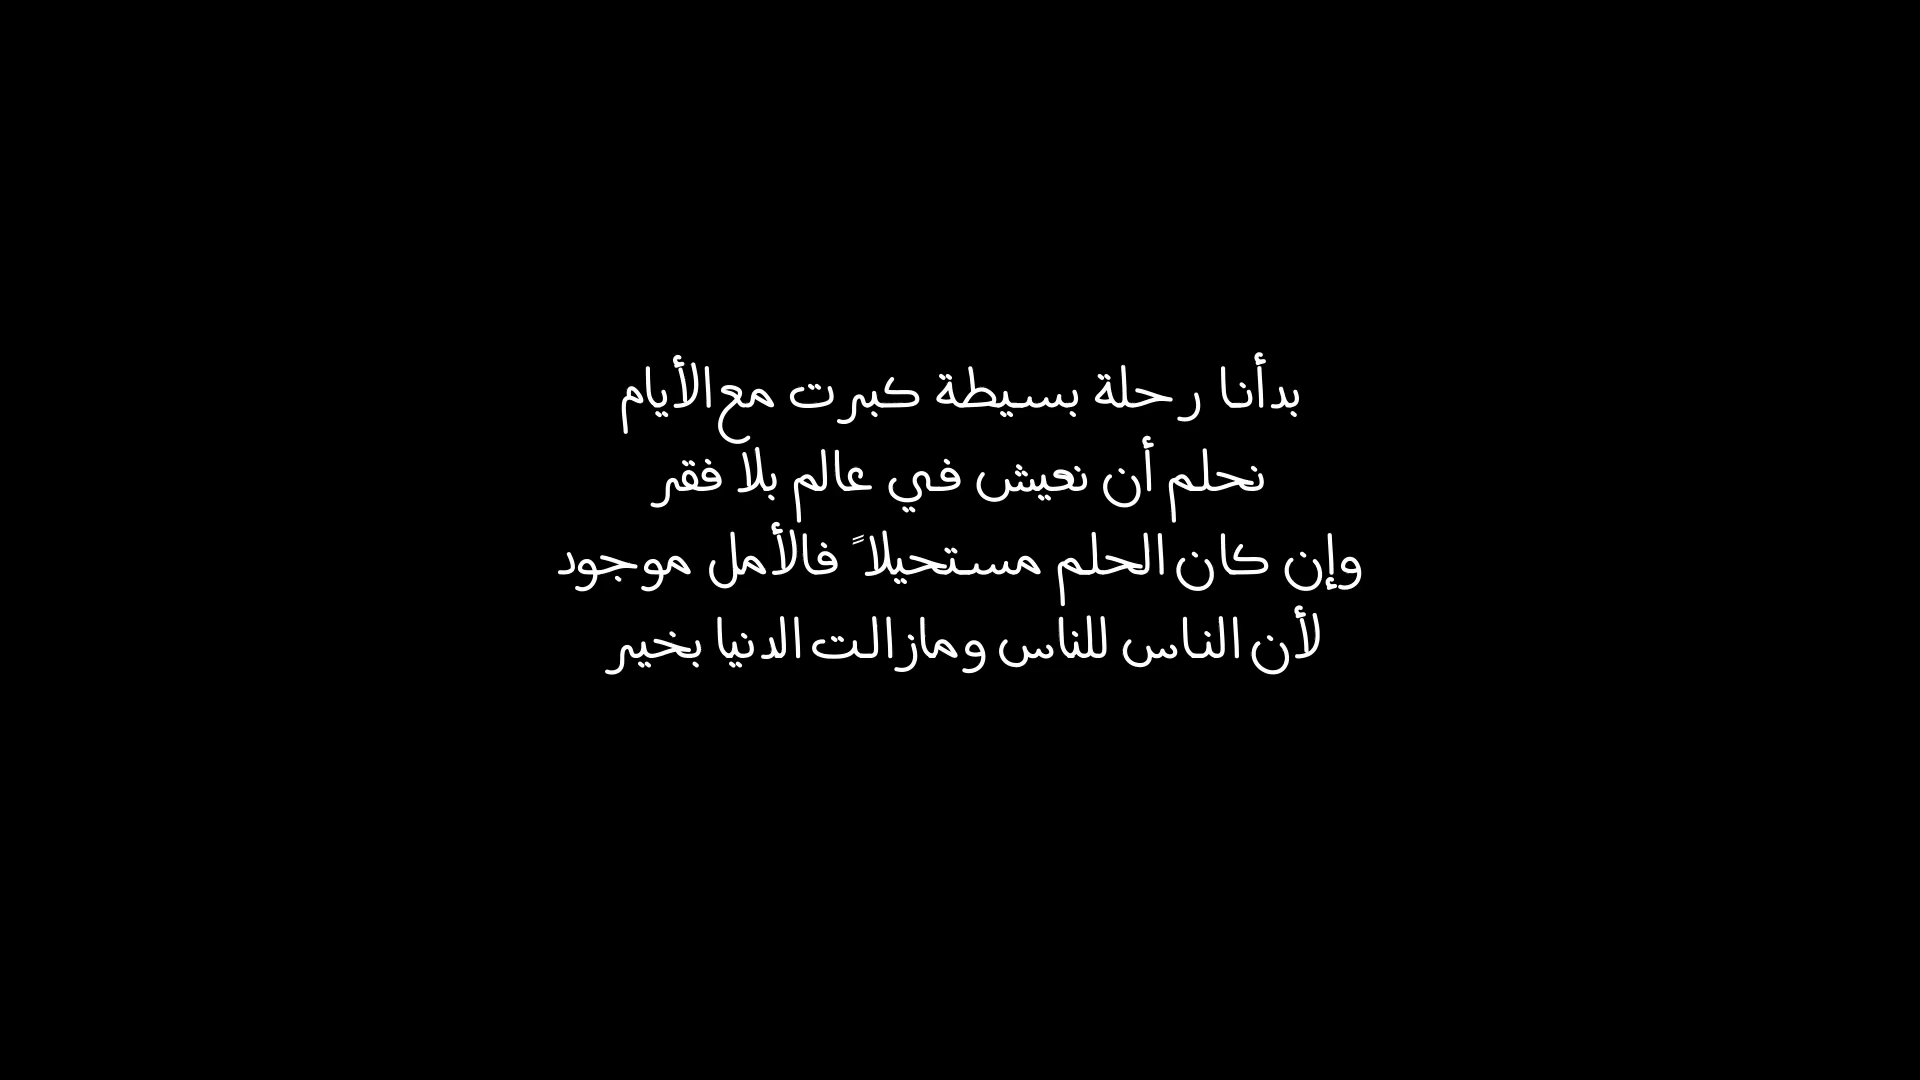 بدأنا رحلة بسيطة كبرت مع الأيام
نحلم أن نعيش في عالم بلا فقر
وإن كان الحلم مستحيلاً فالأمل موجود
لأن الناس للناس ومازالت الدنيا بخير